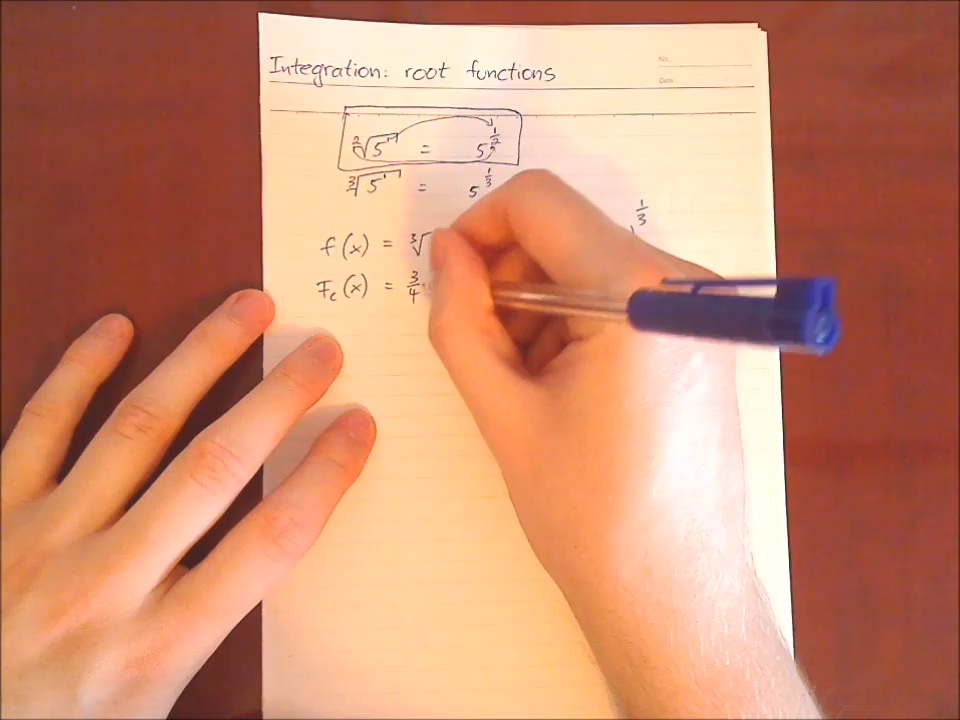 Integration: root functions
No.
Date
²√5¹ = 5^(1/2)
³√5¹ = 5^(1/3)
f(x) = ³√ 1/3
F_c(x) = 3/4 ·